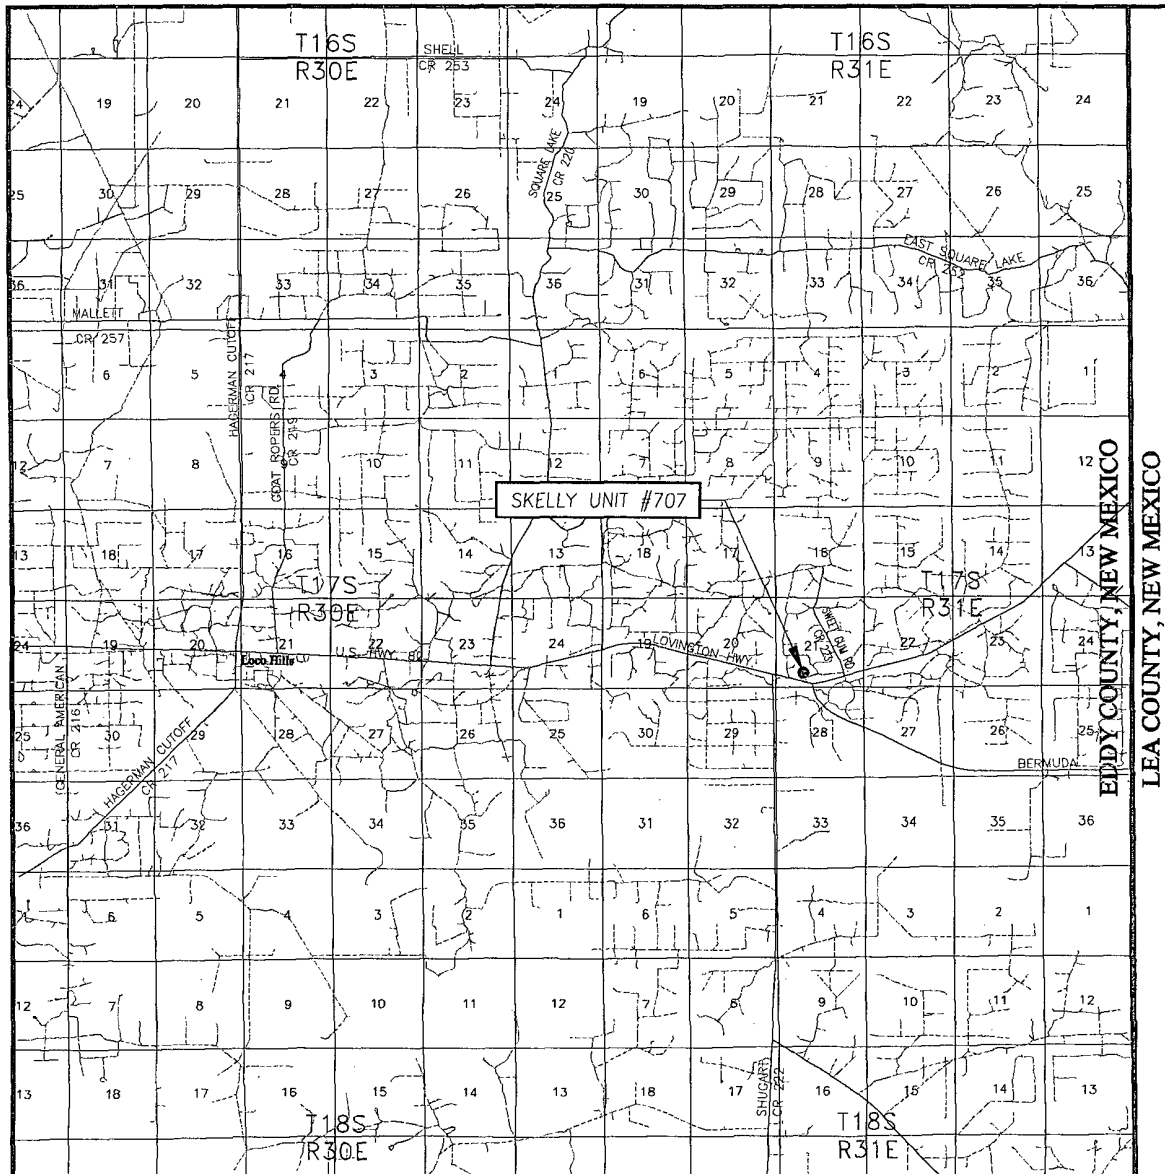 T16S
R30E
SHELL
CR 253
T16S
R31E
24 19 20 21 22 23 24 19 20 21 22 23 24
SQUARE LAKE
CR 220
25 30 29 28 27 26 25 30 29 28 27 26 25
EAST SQUARE LAKE
CR 253
36 31 32 33 34 35 36 31 32 33 34 35 36
MALLETT
CR 257
HAGERMAN CUTOFF
CR 217
GOAT ROPERS RD.
CR 219
6 5 4 3 2 1 6 5 4 3 2 1
12 7 8 9 10 11 12 7 8 9 10 11 12
SKELLY UNIT #707
13 18 17 16 15 14 13 18 17 16 15 14 13
T17S
R30E
T17S
R31E
24 19 20 21 22 23 24 19 20 21 22 23 24
Loco Hills
U.S. HWY. 82
LOVINGTON HWY
SKELLY UNIT RD.
GENERAL AMERICAN
CR 216
HAGERMAN CUTOFF
CR 217
25 30 29 28 27 26 25 30 29 28 27 26 25
BERMUDA
36 31 32 33 34 35 36 31 32 33 34 35 36
1 6 5 4 3 2 1 6 5 4 3 2 1
12 7 8 9 10 11 12 7 8 9 10 11 12
13 18 17 16 15 14 13 18 17 16 15 14 13
SHUGART
CR 222
T18S
R30E
T18S
R31E
EDDY COUNTY, NEW MEXICO
LEA COUNTY, NEW MEXICO